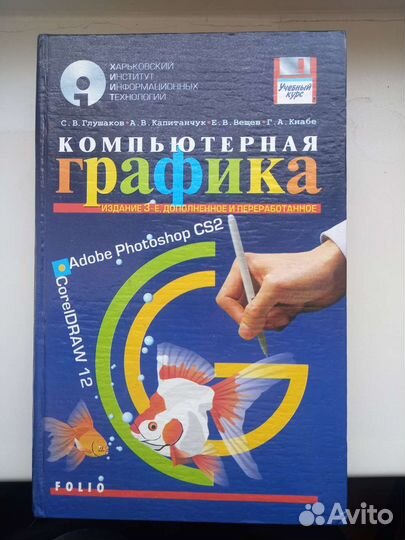 ХАРЬКОВСКИЙ
ИНСТИТУТ
ИНФОРМАЦИОННЫХ
ТЕХНОЛОГИЙ
Учебный
курс
С. В. Глушаков • А. В. Капитанчук • Е. В. Вещев • Г. А. Кнабе
КОМПЬЮТЕРНАЯ
графика
ИЗДАНИЕ 3-Е, ДОПОЛНЕННОЕ И ПЕРЕРАБОТАННОЕ
Adobe Photoshop CS2
CorelDRAW 12
FOLIO
Avito